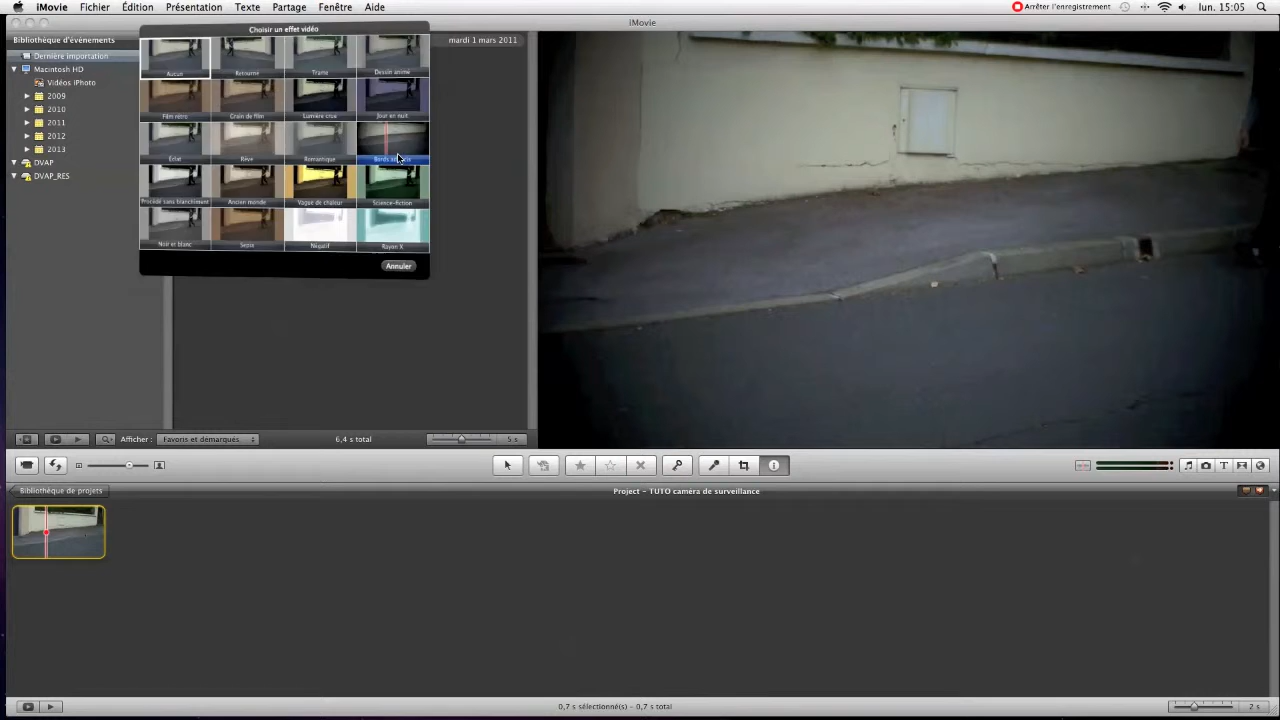 iMovie Fichier Édition Présentation Texte Partage Fenêtre Aide Arrêter l'enregistrement lun. 15:05
iMovie
Bibliothèque d'événements
mardi 1 mars 2011
Choisir un effet vidéo
Dernière importation
Macintosh HD
Vidéos iPhoto
2009
2010
2011
2012
2013
DVAP
DVAP_RES
Aucun Retourné Trame Dessin animé
Film rétro Grain de film Lumière crue Jour en nuit
Éclat Rêve Romantique Bords
Procédé sans blanchiment Ancien monde Vague de chaleur Science-fiction
Noir et blanc Sepia Négatif Rayon X
Annuler
Afficher : Favoris et démarqués 6,4 s total 5 s
Bibliothèque de projets Project – TUTO caméra de surveillance
0,7 s sélectionné(s) – 0,7 s total 2 s